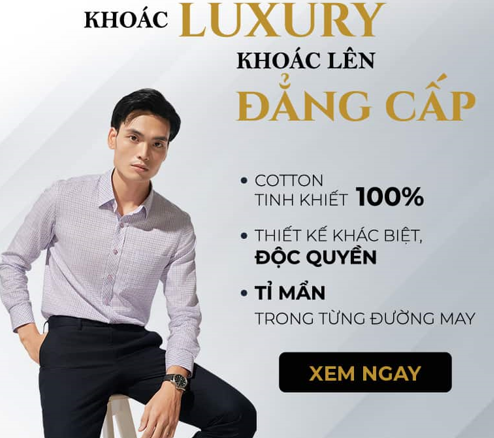 KHOÁC LUXURY
KHOÁC LÊN
ĐẲNG CẤP
• COTTON
TINH KHIẾT 100%
• THIẾT KẾ KHÁC BIỆT,
ĐỘC QUYỀN
• TỈ MẨN
TRONG TỪNG ĐƯỜNG MAY
XEM NGAY